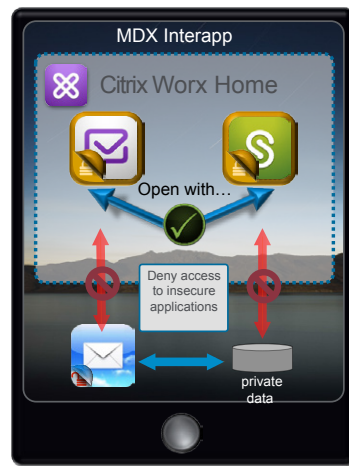 MDX Interapp
Citrix Worx Home
Open with…
Deny access
to insecure
applications
private
data